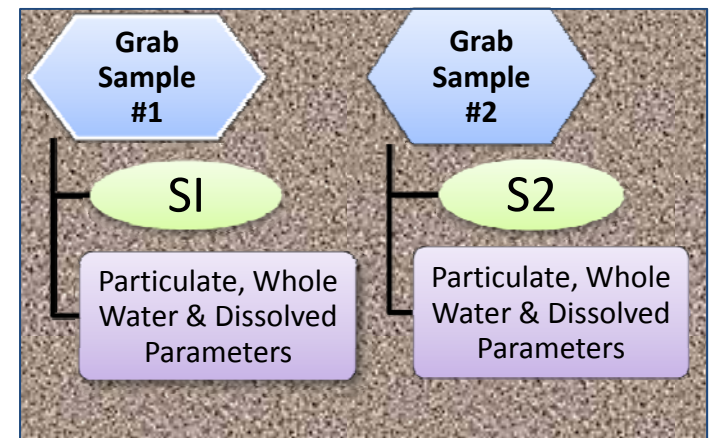 Grab
Sample
#1
SI
Particulate, Whole
Water & Dissolved
Parameters
Grab
Sample
#2
S2
Particulate, Whole
Water & Dissolved
Parameters